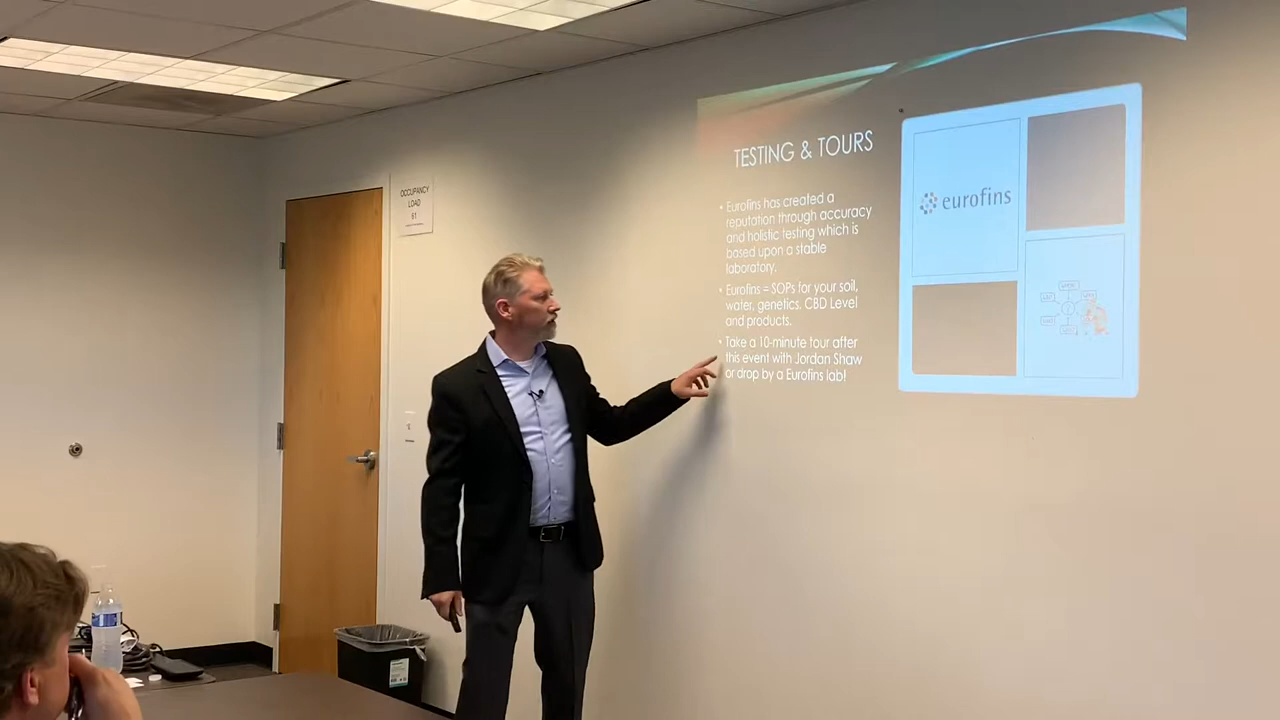 OCCUPANCY
LOAD
61
TESTING & TOURS
• Eurofins has created a
reputation through accuracy
and holistic testing which is
based upon a stable
laboratory.
• Eurofins = SOPs for your soil,
water, genetics, CBD Level
and products.
• Take a 10-minute tour after
this event with Jordan Shaw
or drop by a Eurofins lab!
eurofins